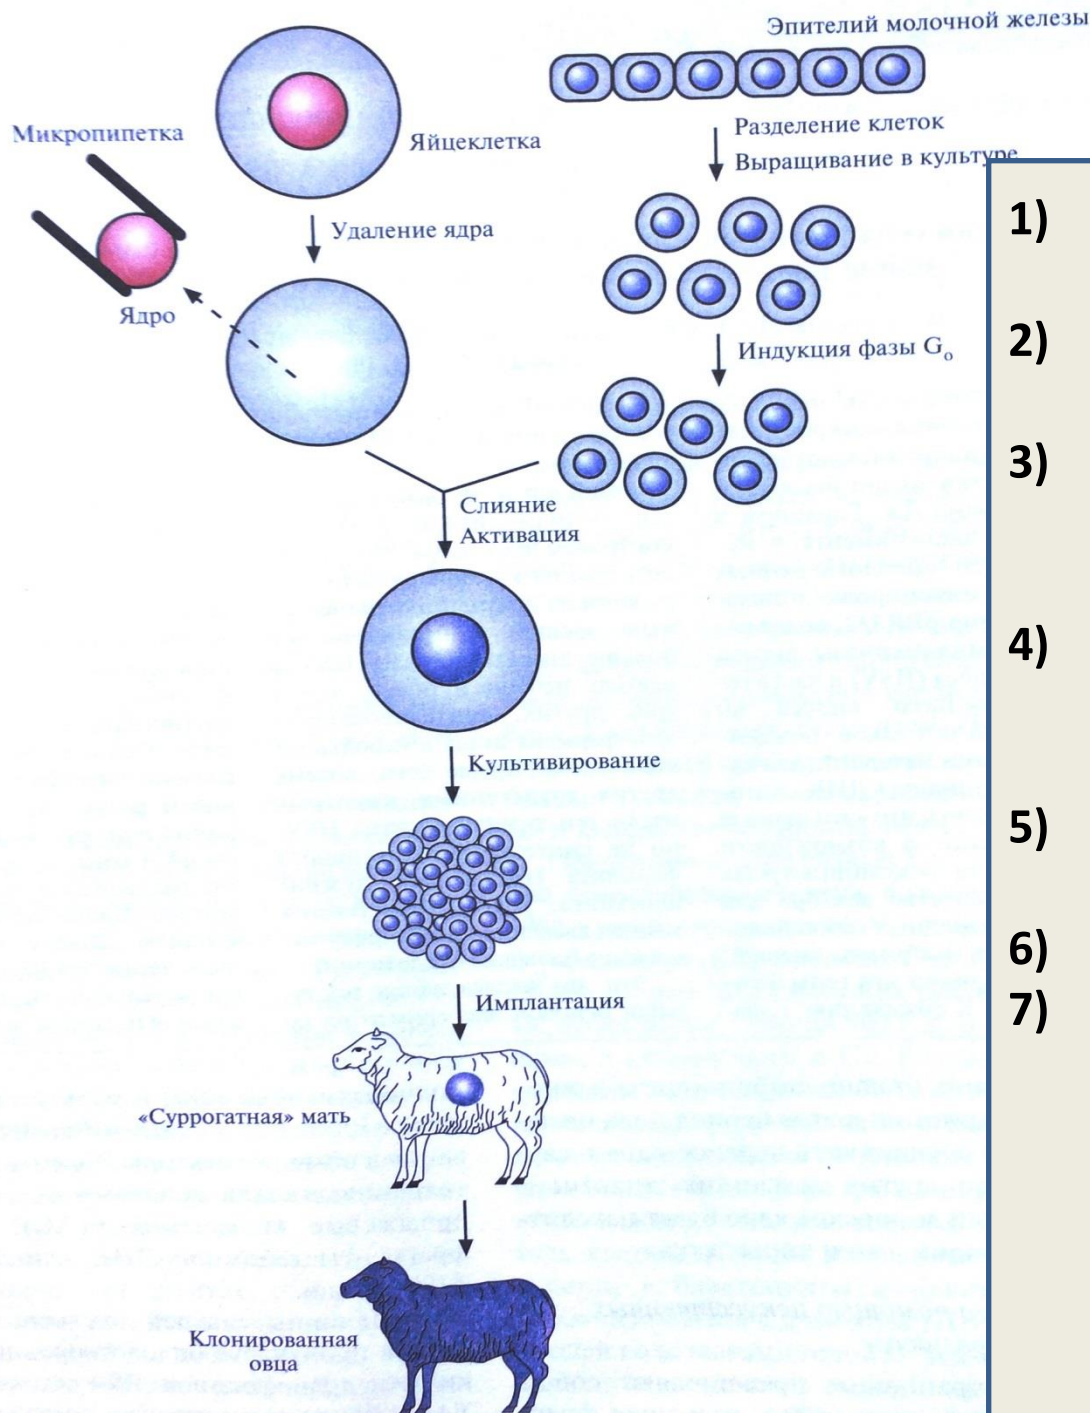 Эпителий молочной железы
Микропипетка
Яйцеклетка
Разделение клеток
Выращивание в культуре
Удаление ядра
Ядро
Индукция фазы G₀
Слияние
Активация
Культивирование
Имплантация
«Суррогатная» мать
Клонированная
овца
1)
2)
3)
4)
5)
6)
7)